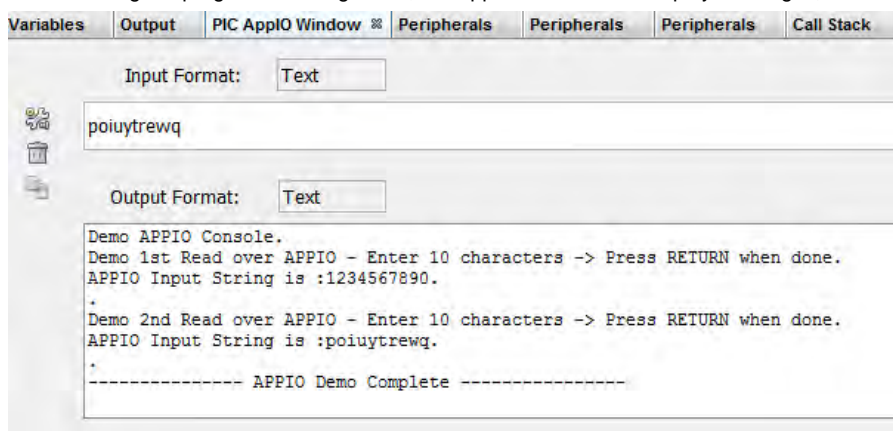 Variables Output PIC AppIO Window Peripherals Peripherals Peripherals Call Stack
Input Format: Text
poiuytrewq
Output Format: Text
Demo APPIO Console.
Demo 1st Read over APPIO - Enter 10 characters -> Press RETURN when done.
APPIO Input String is :1234567890.
.
Demo 2nd Read over APPIO - Enter 10 characters -> Press RETURN when done.
APPIO Input String is :poiuytrewq.
.
--------------- APPIO Demo Complete ----------------